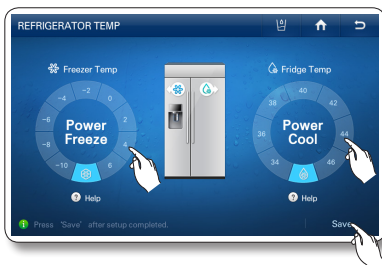 REFRIGERATOR TEMP
Freezer Temp
Fridge Temp
-2
-4
0
-6
2
-8
4
-10
6
Power
Freeze
40
38
42
36
44
34
46
Power
Cool
? Help
? Help
i Press 'Save' after setup completed.
Save